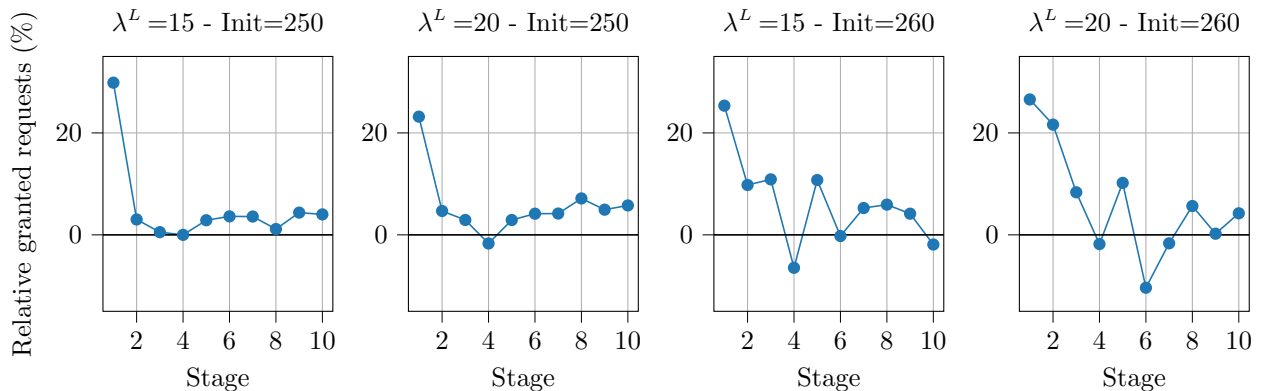 λ^L =15 - Init=250
λ^L =20 - Init=250
λ^L =15 - Init=260
λ^L =20 - Init=260
Relative granted requests (%)
20
0
2 4 6 8 10
Stage
20
0
2 4 6 8 10
Stage
20
0
2 4 6 8 10
Stage
20
0
2 4 6 8 10
Stage